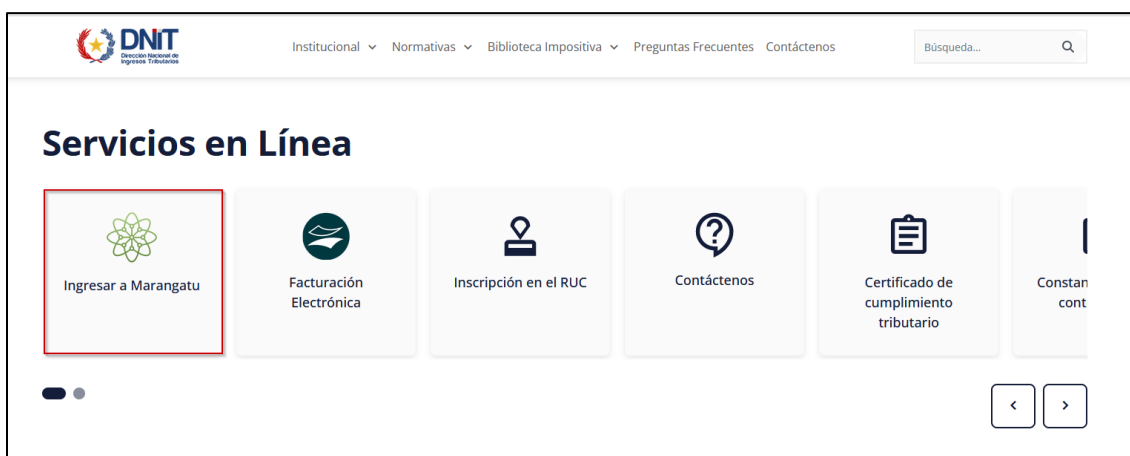 DNIT
Dirección Nacional de
Ingresos Tributarios
Institucional Normativas Biblioteca Impositiva Preguntas Frecuentes Contáctenos
Búsqueda...
Servicios en Línea
Ingresar a Marangatu
Facturación
Electrónica
Inscripción en el RUC
Contáctenos
Certificado de
cumplimiento
tributario
Constan
cont